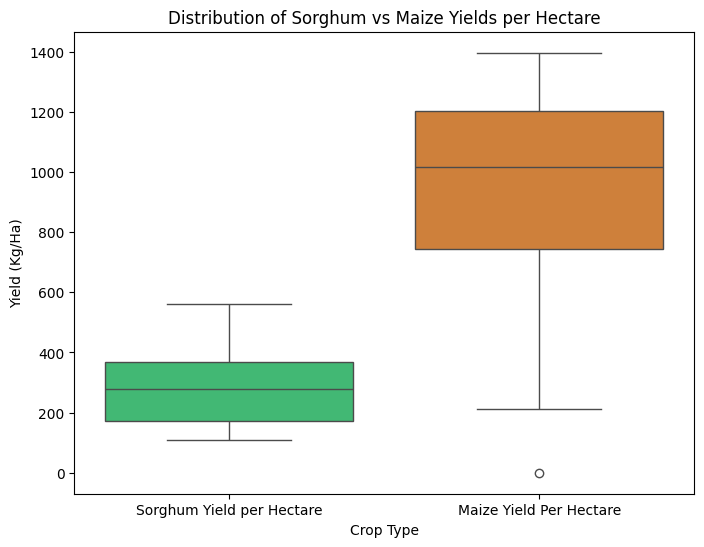 Distribution of Sorghum vs Maize Yields per Hectare
1400
1200
1000
800
600
400
200
0
Yield (Kg/Ha)
Sorghum Yield per Hectare
Maize Yield Per Hectare
Crop Type